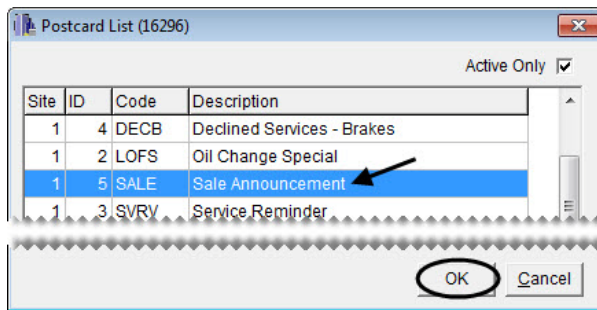 Postcard List (16296)
Active Only
Site ID Code Description
1 4 DECB Declined Services - Brakes
1 2 LOFS Oil Change Special
1 5 SALE Sale Announcement
1 3 SVRV Service Reminder
OK Cancel